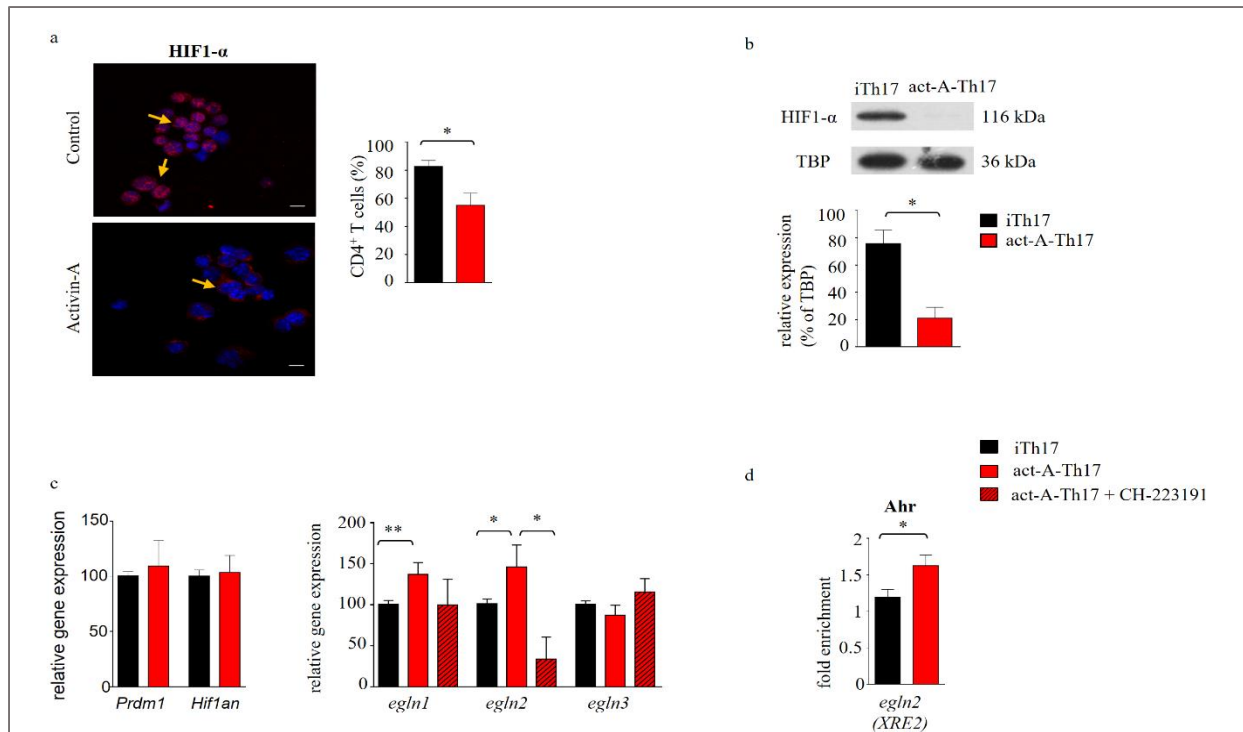 a
HIF1-α
Control
Activin-A
CD4⁺ T cells (%)
100
80
60
40
20
0
*
b
iTh17 act-A-Th17
HIF1-α 116 kDa
TBP 36 kDa
relative expression
(% of TBP)
100
80
60
40
20
0
*
iTh17
act-A-Th17
c
relative gene expression
150
100
50
0
Prdm1 Hif1an
relative gene expression
200
150
100
50
0
** * *
egln1 egln2 egln3
iTh17
act-A-Th17
act-A-Th17 + CH-223191
d
Ahr
*
fold enrichment
2
1.5
1
0.5
0
egln2
(XRE2)